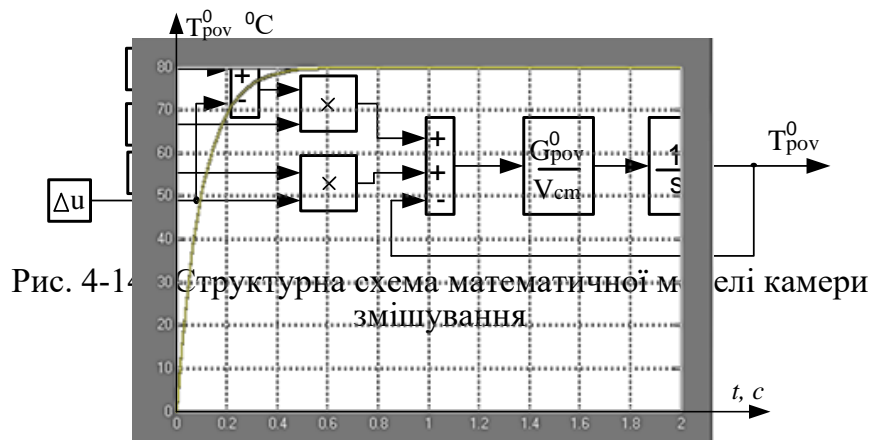 T⁰pov ⁰C
80
70
60
50
40
30
20
10
0
+
-
×
×
+
+
-
G⁰pov
Vcm
1
S
T⁰pov
Δu
Рис. 4-14 Структурна схема математичної м елі камери
змішування
t, c
0 0.2 0.4 0.6 0.8 1 1.2 1.4 1.6 1.8 2